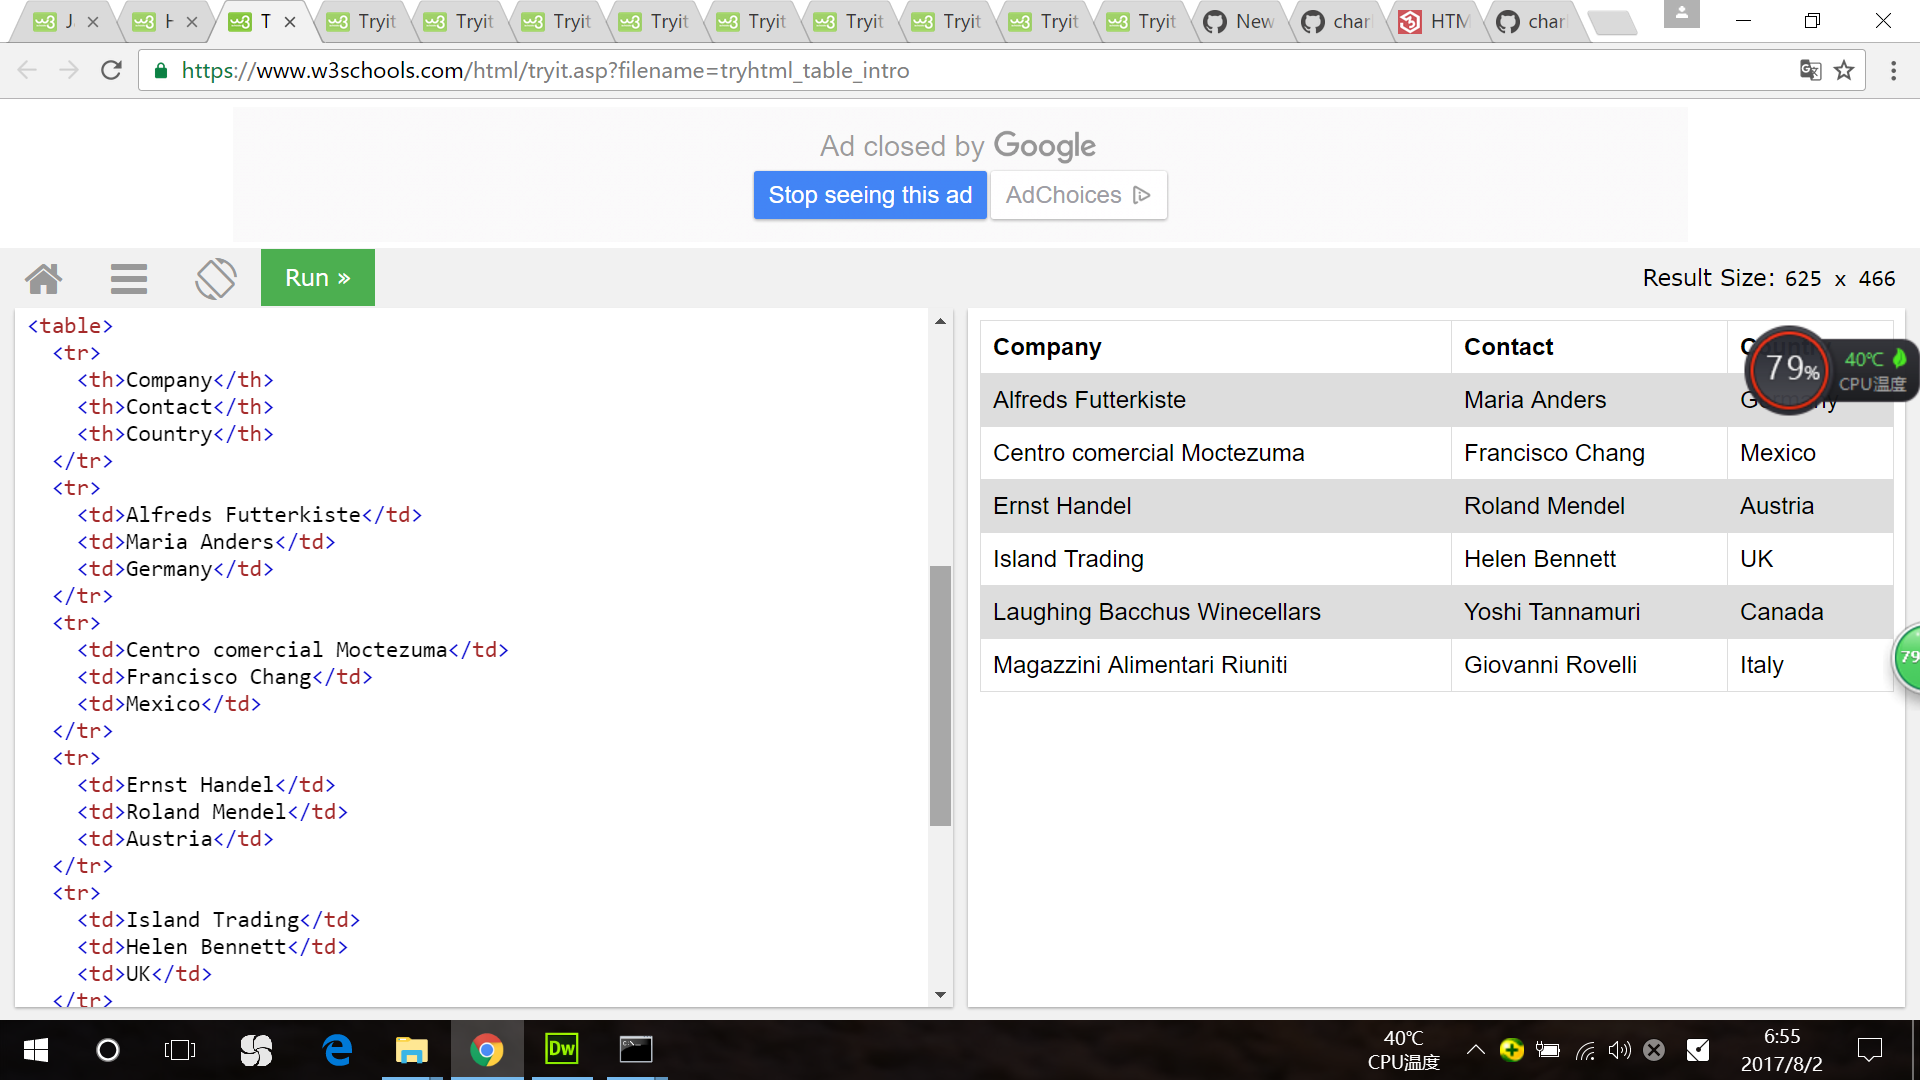 J
H
T
Tryit
Tryit
Tryit
Tryit
Tryit
Tryit
Tryit
Tryit
Tryit
New
char
HTM
char
https://www.w3schools.com/html/tryit.asp?filename=tryhtml_table_intro
Ad closed by Google
Stop seeing this ad
AdChoices
Run »
Result Size: 625 x 466
<table>
<tr>
<th>Company</th>
<th>Contact</th>
<th>Country</th>
</tr>
<tr>
<td>Alfreds Futterkiste</td>
<td>Maria Anders</td>
<td>Germany</td>
</tr>
<tr>
<td>Centro comercial Moctezuma</td>
<td>Francisco Chang</td>
<td>Mexico</td>
</tr>
<tr>
<td>Ernst Handel</td>
<td>Roland Mendel</td>
<td>Austria</td>
</tr>
<tr>
<td>Island Trading</td>
<td>Helen Bennett</td>
<td>UK</td>
</tr>
Company Contact
Alfreds Futterkiste Maria Anders
Centro comercial Moctezuma Francisco Chang Mexico
Ernst Handel Roland Mendel Austria
Island Trading Helen Bennett UK
Laughing Bacchus Winecellars Yoshi Tannamuri Canada
Magazzini Alimentari Riuniti Giovanni Rovelli Italy
79%
40℃
CPU温度
79
Dw
40℃
CPU温度
6:55
2017/8/2